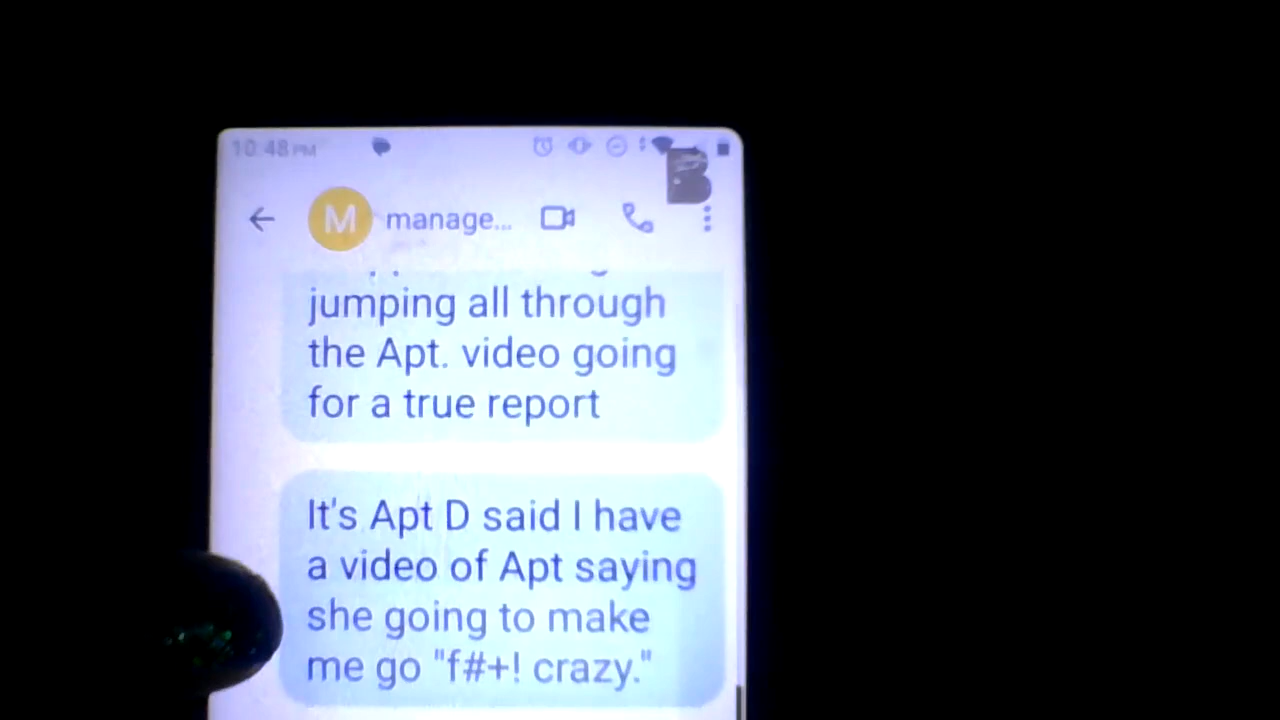 10:48 PM
B
M manage...
jumping all through
the Apt. video going
for a true report
It's Apt D said I have
a video of Apt saying
she going to make
me go "f#+! crazy."